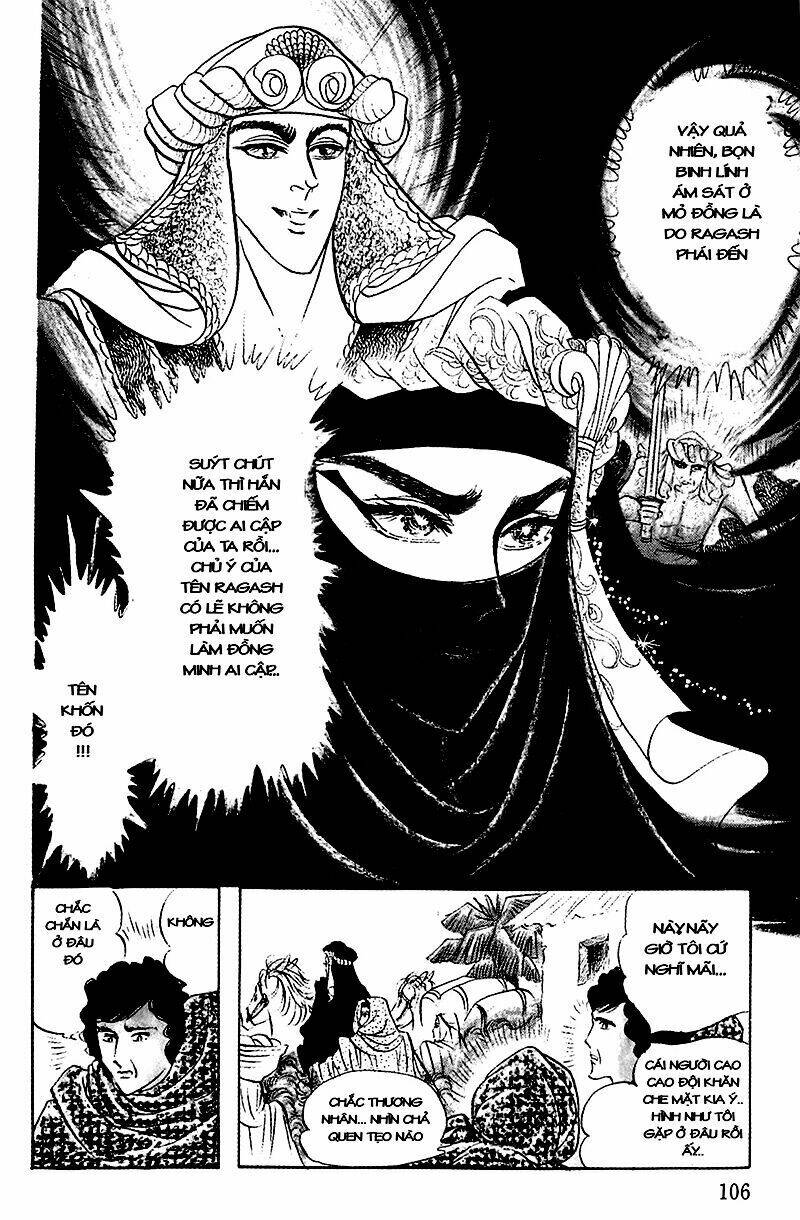 VẬY QUẢ
NHIÊN, BỌN
BINH LÍNH
ÁM SÁT Ở
MỎ ĐỒNG LÀ
DO RAGASH
PHÁI ĐẾN
SUÝT CHÚT
NỮA THÌ HẮN
ĐÃ CHIẾM
ĐƯỢC AI CẬP
CỦA TA RỒI...
CHỦ Ý CỦA
TÊN RAGASH
CÓ LẼ KHÔNG
PHẢI MUỐN
LÀM ĐỒNG
MINH AI CẬP..
TÊN
KHỐN
ĐÓ
!!!
NÀY,NÃY
GIỜ TÔI CỨ
NGHĨ MÃI...
CÁI NGƯỜI CAO
CAO ĐỘI KHĂN
CHE MẶT KIA Ý..
HÌNH NHƯ TÔI
GẶP Ở ĐÂU RỒI
ẤY..
CHẮC THƯƠNG
NHÂN... NHÌN CHẢ
QUEN TẸO NÀO
KHÔNG
CHẮC
CHẮN LÀ
Ở ĐÂU
ĐÓ
106